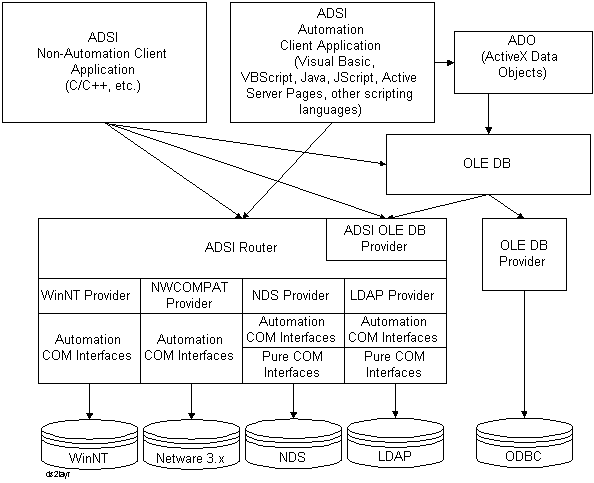 ADSI
Non-Automation Client
Application
(C/C++, etc.)
ADSI
Automation
Client Application
(Visual Basic,
VBScript, Java, JScript, Active
Server Pages, other scripting
languages)
ADO
(ActiveX Data
Objects)
OLE DB
ADSI Router
ADSI OLE DB
Provider
OLE DB
Provider
WinNT Provider
NWCOMPAT
Provider
NDS Provider
LDAP Provider
Automation
COM Interfaces
Automation
COM Interfaces
Automation
COM Interfaces
Pure COM
Interfaces
Automation
COM Interfaces
Pure COM
Interfaces
WinNT
Netware 3.x
NDS
LDAP
ODBC
ds2layr